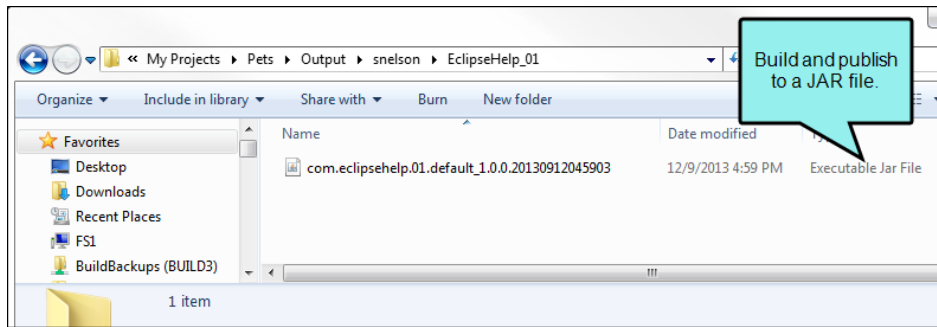 « My Projects ▸ Pets ▸ Output ▸ snelson ▸ EclipseHelp_01
Build and publish
to a JAR file.
Organize ▾ Include in library ▾ Share with ▾ Burn New folder
Favorites
Desktop
Downloads
Recent Places
FS1
BuildBackups (BUILD3)
Name Date modified
com.eclipsehelp.01.default_1.0.0.20130912045903 12/9/2013 4:59 PM Executable Jar File
1 item